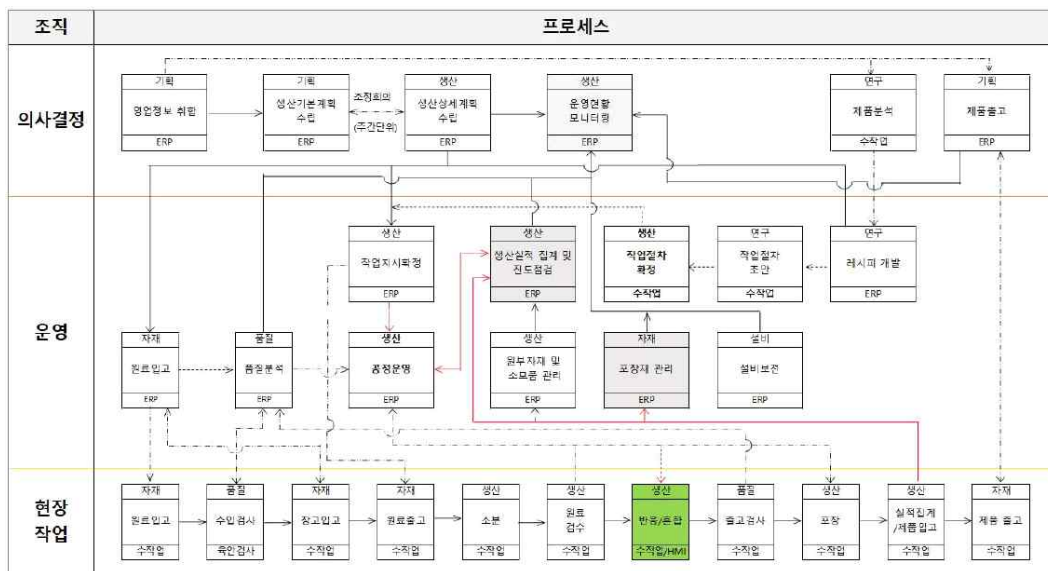 조직
프로세스
의사결정
기획
영업정보 취합
ERP
기획
생산기본계획
수립
ERP
조정회의
(주간단위)
생산
생산상세계획
수립
ERP
생산
운영현황
모니터링
ERP
연구
제품분석
수작업
기획
제품출고
ERP
운영
생산
작업지시확정
ERP
생산
생산실적 집계 및
진도점검
ERP
생산
작업절차
확정
수작업
연구
작업절차
초안
수작업
연구
레시피 개발
ERP
자재
원료입고
ERP
품질
품질분석
ERP
생산
공정운영
ERP
생산
원부자재 및
소모품 관리
ERP
자재
포장재 관리
ERP
설비
설비보전
ERP
현장
작업
자재
원료입고
수작업
품질
수입검사
육안검사
자재
창고입고
수작업
자재
원료출고
수작업
생산
소분
수작업
생산
원료
검수
수작업
생산
반응/혼합
수작업/HMI
품질
출고검사
수작업
생산
포장
수작업
생산
실적집계
/제품입고
수작업
자재
제품 출고
수작업